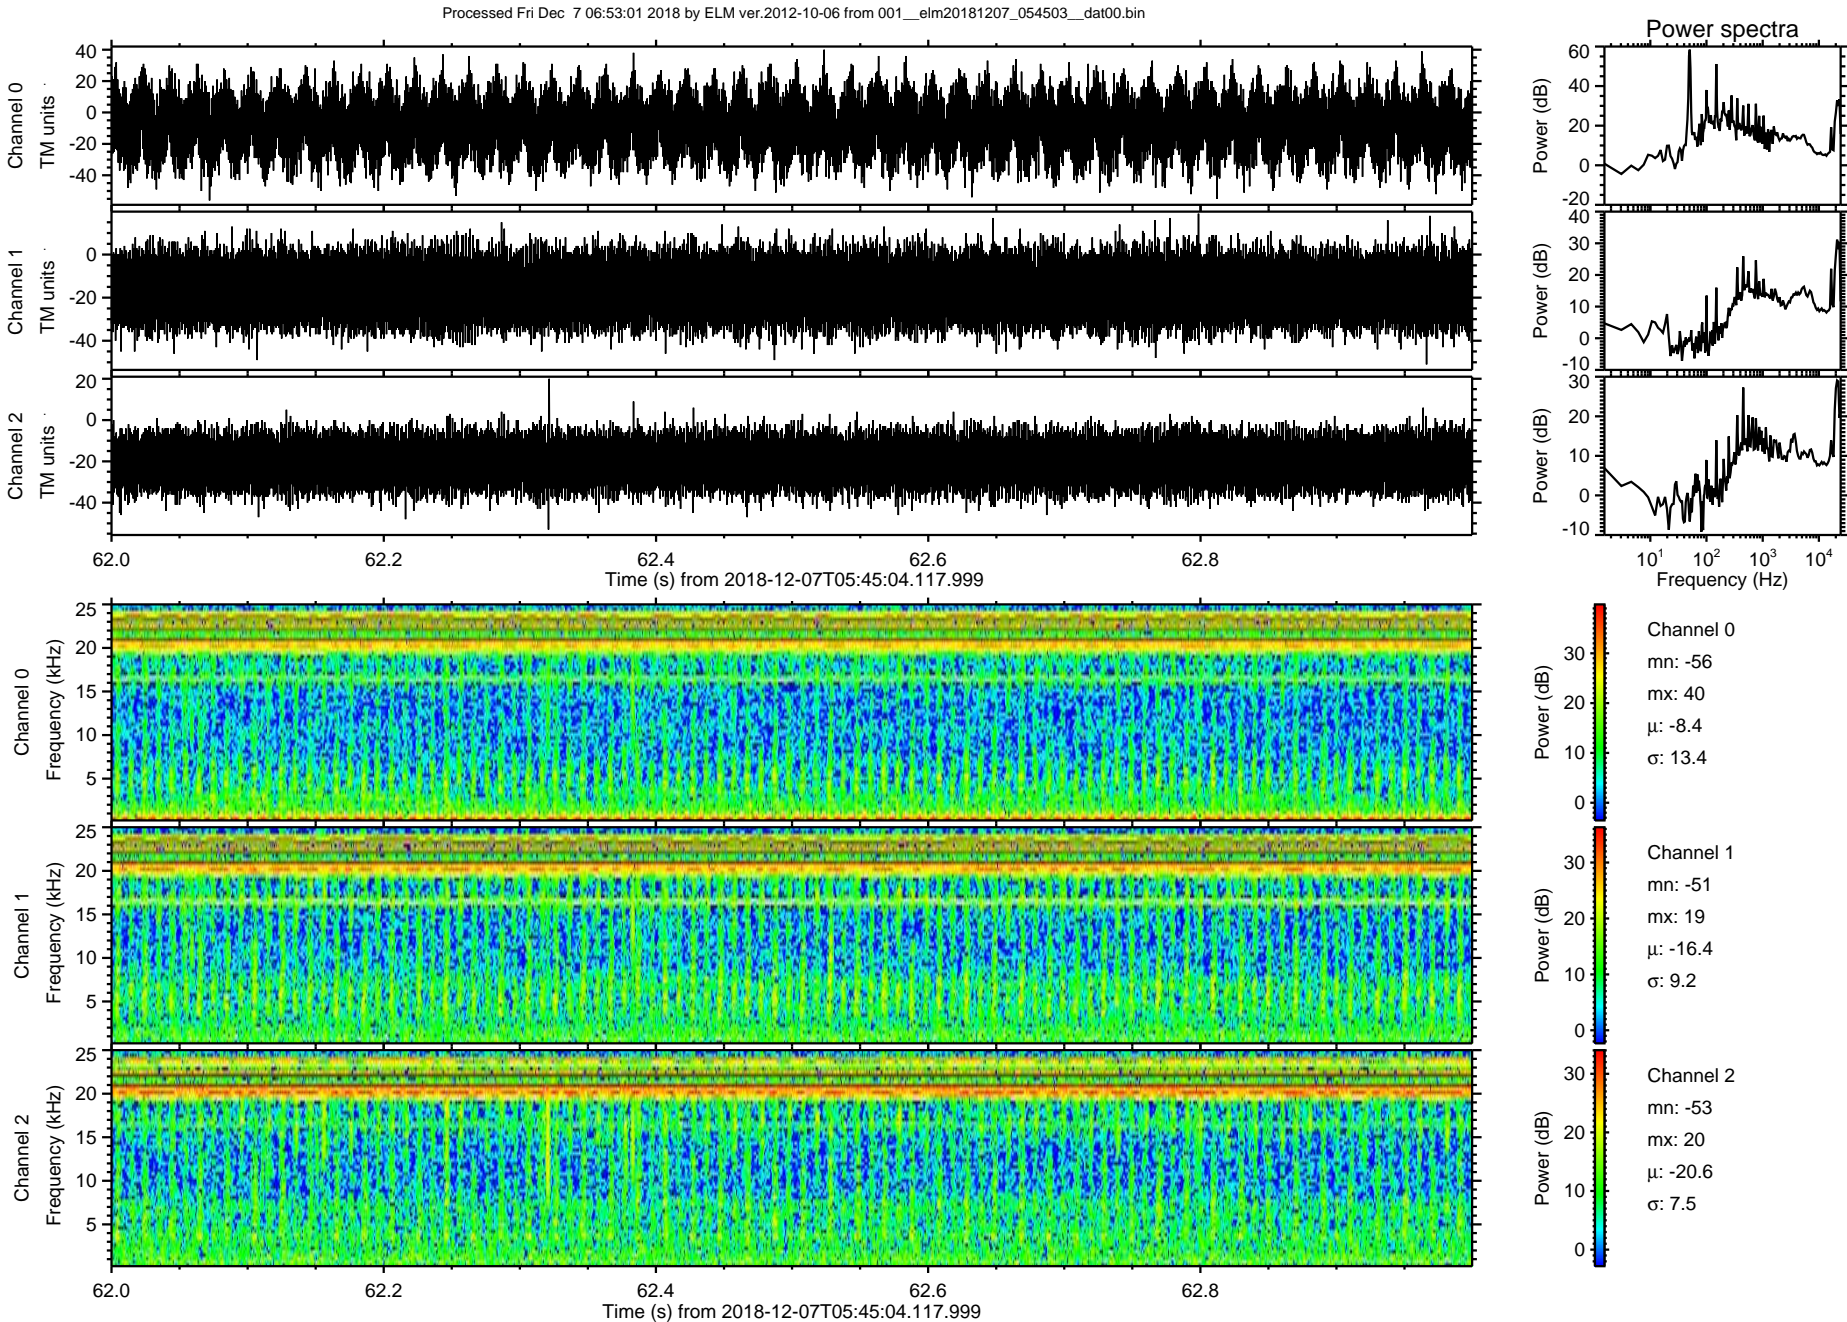 Processed Fri Dec  7 06:53:01 2018 by ELM ver.2012-10-06 from 001__elm20181207_054503__dat00.bin
Power spectra
Channel 0
TM units
40
20
0
-20
-40
Power (dB)
60
40
20
0
-20
Channel 1
TM units
0
-20
-40
Power (dB)
40
30
20
10
0
-10
Channel 2
TM units
20
0
-20
-40
Power (dB)
30
20
10
0
-10
62.0 62.2 62.4 62.6 62.8
Time (s) from 2018-12-07T05:45:04.117.999
10^1 10^2 10^3 10^4
Frequency (Hz)
Channel 0
Frequency (kHz)
25
20
15
10
5
Power (dB)
30
20
10
0
Channel 0
mn: -56
mx: 40
μ: -8.4
σ: 13.4
Channel 1
Frequency (kHz)
25
20
15
10
5
Power (dB)
30
20
10
0
Channel 1
mn: -51
mx: 19
μ: -16.4
σ: 9.2
Channel 2
Frequency (kHz)
25
20
15
10
5
Power (dB)
30
20
10
0
Channel 2
mn: -53
mx: 20
μ: -20.6
σ: 7.5
62.0 62.2 62.4 62.6 62.8
Time (s) from 2018-12-07T05:45:04.117.999